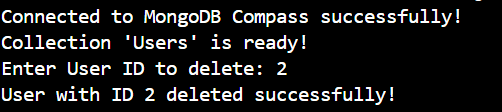 Connected to MongoDB Compass successfully!
Collection 'Users' is ready!
Enter User ID to delete: 2
User with ID 2 deleted successfully!